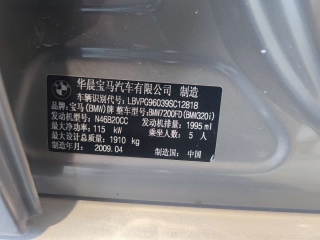 华晨宝马汽车有限公司 制造
车辆识别代号: LBVPG96039SC12818
品牌: 宝马(BMW)牌 整车型号: BMW7200FD(BMW320i)
发动机型号: N46B20CC 发动机排量: 1995 ml
最大净功率: 115 kW 乘坐人数: 5 人
最大设计总质量: 1910 kg
制造年月: 2009.04 制造国: 中国